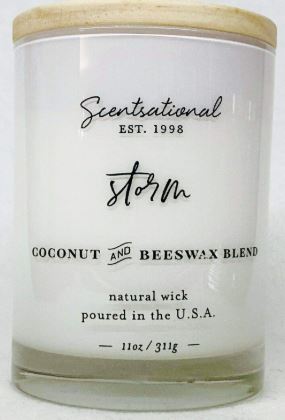 Scentsational
EST. 1998
storm
COCONUT AND BEESWAX BLEND
natural wick
poured in the U.S.A.
— 11oz / 311g —